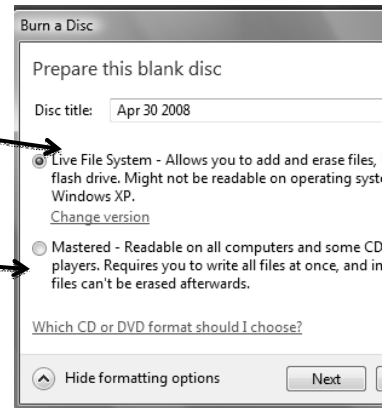 Burn a Disc
Prepare this blank disc
Disc title: Apr 30 2008
Live File System - Allows you to add and erase files,
flash drive. Might not be readable on operating
Windows XP.
Change version
Mastered - Readable on all computers and some CD
players. Requires you to write all files at once, and
files can't be erased afterwards.
Which CD or DVD format should I choose?
Hide formatting options Next